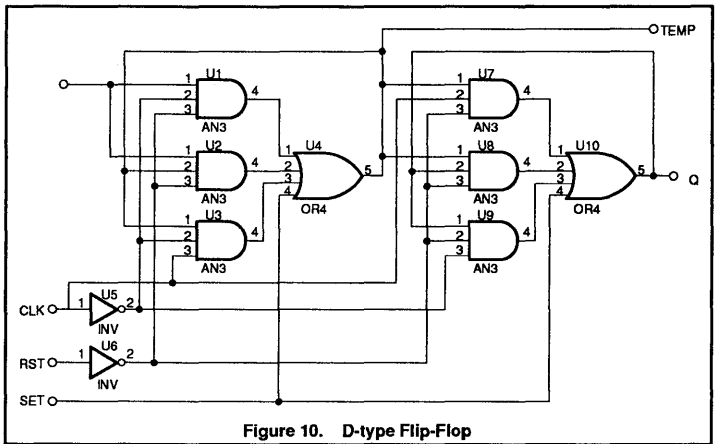 TEMP
U1
1
2
3
4
AN3
U7
1
2
3
4
AN3
U2
1
2
3
4
AN3
U4
1
2
3
4
5
OR4
U8
1
2
3
4
AN3
U10
1
2
3
4
5
OR4
Q
U3
1
2
3
4
AN3
U9
1
2
3
4
AN3
CLK
1
U5
2
INV
RST
1
U6
2
INV
SET
Figure 10. D-type Flip-Flop